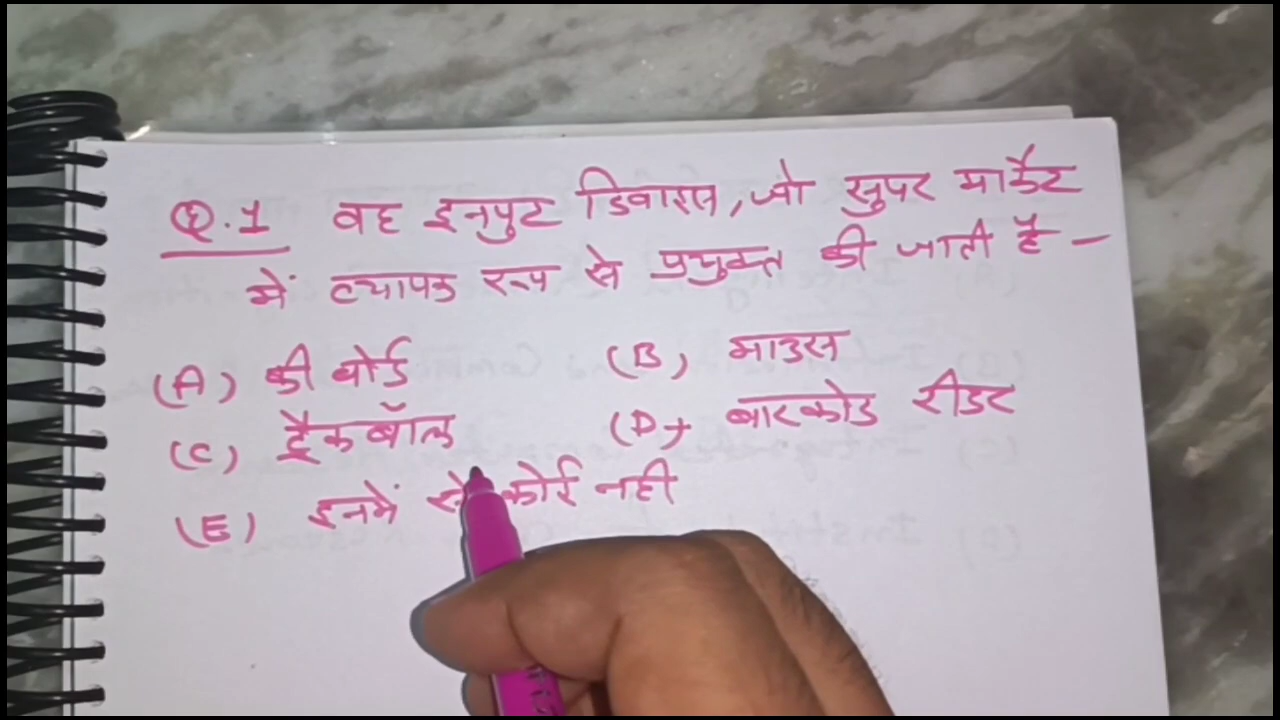 Q.1 वह इनपुट डिवाइस, जो सुपर मार्केट
में व्यापक रूप से प्रयुक्त की जाती है –
(A) की बोर्ड (B) माउस
(C) ट्रैकबॉल (D) बारकोड रीडर
(E) इनमें से कोई नही